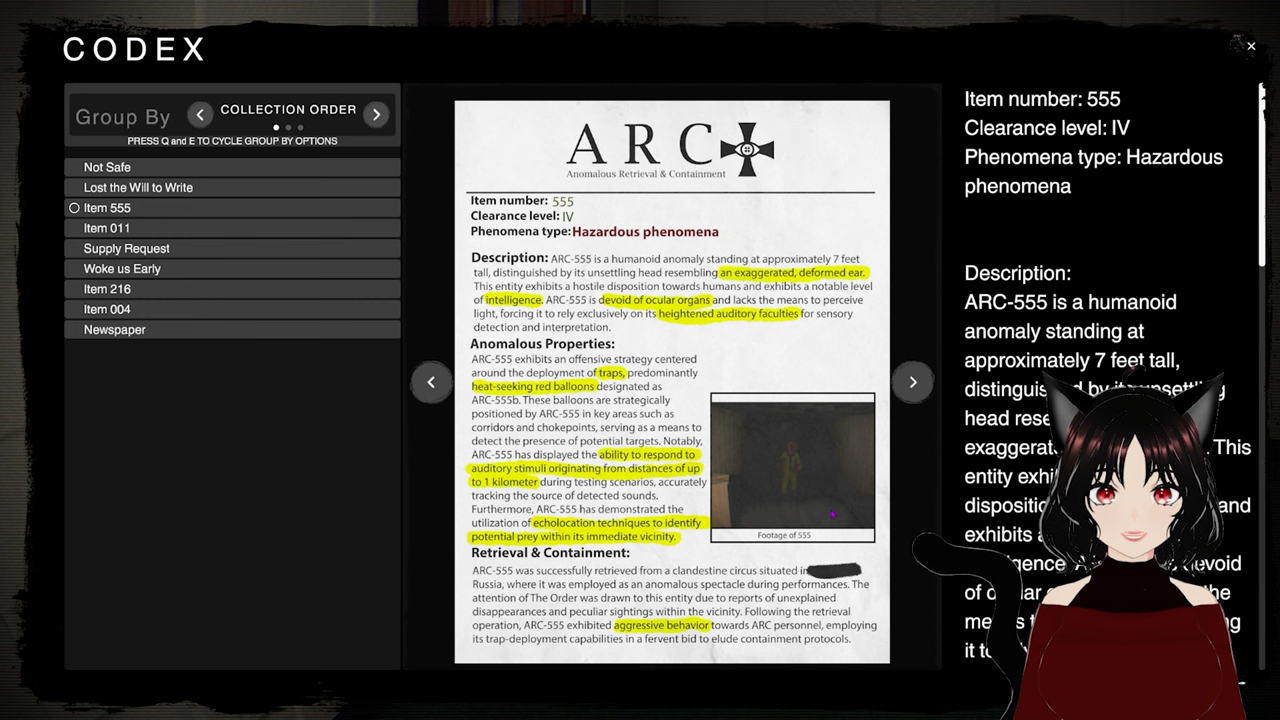 CODEX
×
Group By
COLLECTION ORDER
PRESS Q and E TO CYCLE GROUP BY OPTIONS
Not Safe
Lost the Will to Write
Item 555
Item 011
Supply Request
Woke us Early
Item 216
Item 004
Newspaper
ARC
Anomalous Retrieval & Containment
Item number: 555
Clearance level: IV
Phenomena type: Hazardous phenomena
Description: ARC-555 is a humanoid anomaly standing at approximately 7 feet
tall, distinguished by its unsettling head resembling an exaggerated, deformed ear.
This entity exhibits a hostile disposition towards humans and exhibits a notable level
of intelligence. ARC-555 is devoid of ocular organs and lacks the means to perceive
light, forcing it to rely exclusively on its heightened auditory faculties for sensory
detection and interpretation.
Anomalous Properties:
ARC-555 exhibits an offensive strategy centered
around the deployment of traps, predominantly
heat-seeking red balloons designated as
ARC-555b. These balloons are strategically
positioned by ARC-555 in key areas such as
corridors and chokepoints, serving as a means to
detect the presence of potential targets. Notably,
ARC-555 has displayed the ability to respond to
auditory stimuli originating from distances of up
to 1 kilometer during testing scenarios, accurately
tracking the source of detected sounds.
Furthermore, ARC-555 has demonstrated the
utilization of echolocation techniques to identify
potential prey within its immediate vicinity.
Footage of 555
Retrieval & Containment:
ARC-555 was successfully retrieved from a clandestine circus situated in
Russia, where it was employed as an anomalous spectacle during performances. The
attention of The Order was drawn to this entity due to reports of unexplained
disappearances and peculiar sightings within the vicinity. Following the retrieval
operation, ARC-555 exhibited aggressive behavior towards ARC personnel, employing
its trap-deployment capabilities in a fervent bid to elude containment protocols.
Item number: 555
Clearance level: IV
Phenomena type: Hazardous
phenomena
Description:
ARC-555 is a humanoid
anomaly standing at
approximately 7 feet tall,
distinguished by its unsettling
head
This
entity
and
exhibits
of
the
it